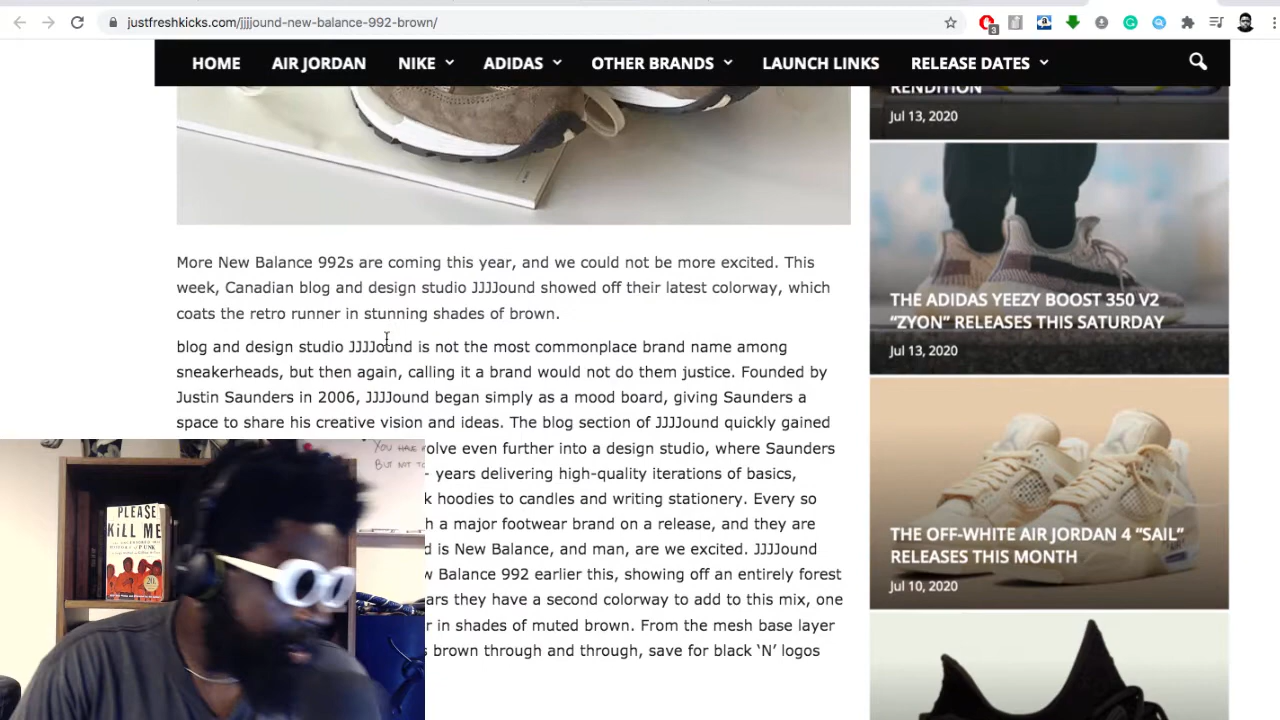 justfreshkicks.com/jjjjound-new-balance-992-brown/
3
HOME AIR JORDAN NIKE ADIDAS OTHER BRANDS LAUNCH LINKS RELEASE DATES
More New Balance 992s are coming this year, and we could not be more excited. This
week, Canadian blog and design studio JJJJound showed off their latest colorway, which
coats the retro runner in stunning shades of brown.
blog and design studio JJJJound is not the most commonplace brand name among
sneakerheads, but then again, calling it a brand would not do them justice. Founded by
Justin Saunders in 2006, JJJJound began simply as a mood board, giving Saunders a
space to share his creative vision and ideas. The blog section of JJJJound quickly gained
olve even further into a design studio, where Saunders
years delivering high-quality iterations of basics,
k hoodies to candles and writing stationery. Every so
h a major footwear brand on a release, and they are
d is New Balance, and man, are we excited. JJJJound
w Balance 992 earlier this, showing off an entirely forest
ars they have a second colorway to add to this mix, one
r in shades of muted brown. From the mesh base layer
s brown through and through, save for black ‘N’ logos
RENDITION
Jul 13, 2020
THE ADIDAS YEEZY BOOST 350 V2
“ZYON” RELEASES THIS SATURDAY
Jul 13, 2020
THE OFF-WHITE AIR JORDAN 4 “SAIL”
RELEASES THIS MONTH
Jul 10, 2020
YOU HAVE
BUT NOT TO
PLEASE
KILL ME